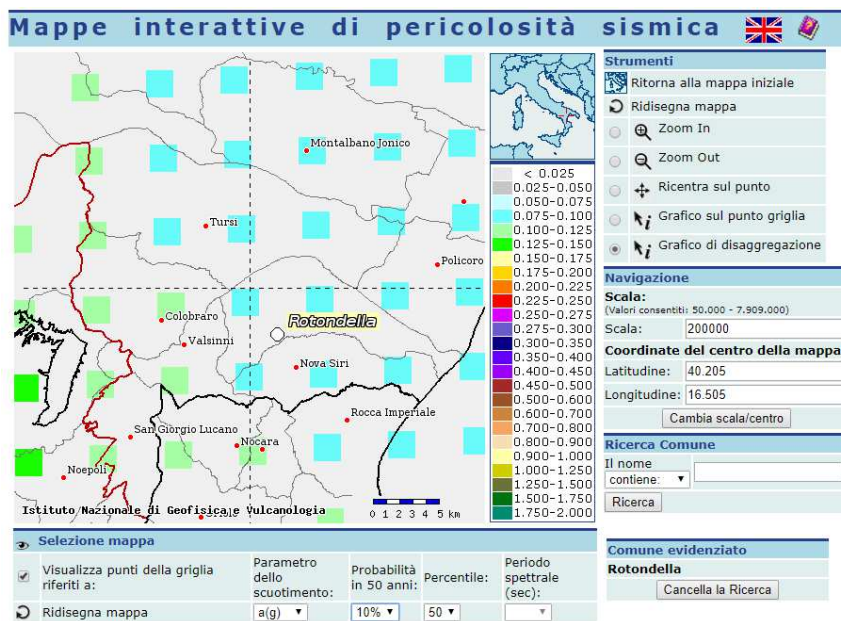 Mappe interattive di pericolosità sismica
Montalbano Jonico
Tursi
Policoro
Colobraro
Rotondella
Valsinni
Nova Siri
Rocca Imperiale
San Giorgio Lucano
Nocara
Noepoli
Istituto Nazionale di Geofisica e Vulcanologia
0 1 2 3 4 5 km
< 0.025
0.025-0.050
0.050-0.075
0.075-0.100
0.100-0.125
0.125-0.150
0.150-0.175
0.175-0.200
0.200-0.225
0.225-0.250
0.250-0.275
0.275-0.300
0.300-0.350
0.350-0.400
0.400-0.450
0.450-0.500
0.500-0.600
0.600-0.700
0.700-0.800
0.800-0.900
0.900-1.000
1.000-1.250
1.250-1.500
1.500-1.750
1.750-2.000
Strumenti
Ritorna alla mappa iniziale
Ridisegna mappa
Zoom In
Zoom Out
Ricentra sul punto
Grafico sul punto griglia
Grafico di disaggregazione
Navigazione
Scala:
(Valori consentiti: 50.000 - 7.909.000)
Scala: 200000
Coordinate del centro della mappa
Latitudine: 40.205
Longitudine: 16.505
Cambia scala/centro
Ricerca Comune
Il nome
contiene:
Ricerca
Selezione mappa
Visualizza punti della griglia riferiti a:
Parametro dello scuotimento:
Probabilità in 50 anni:
Percentile:
Periodo spettrale (sec):
Ridisegna mappa a(g) 10% 50
Comune evidenziato
Rotondella
Cancella la Ricerca